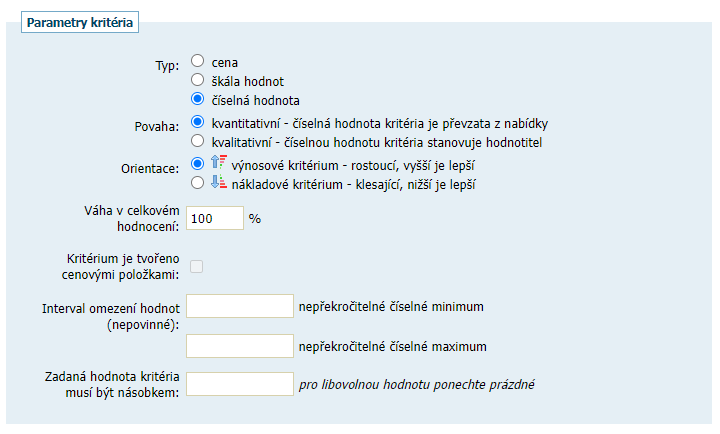 Parametry kritéria
Typ:
cena
škála hodnot
číselná hodnota
Povaha:
kvantitativní - číselná hodnota kritéria je převzata z nabídky
kvalitativní - číselnou hodnotu kritéria stanovuje hodnotitel
Orientace:
výnosové kritérium - rostoucí, vyšší je lepší
nákladové kritérium - klesající, nižší je lepší
Váha v celkovém
hodnocení:
100 %
Kritérium je tvořeno
cenovými položkami:
Interval omezení hodnot
(nepovinné):
nepřekročitelné číselné minimum
nepřekročitelné číselné maximum
Zadaná hodnota kritéria
musí být násobkem:
pro libovolnou hodnotu ponechte prázdné